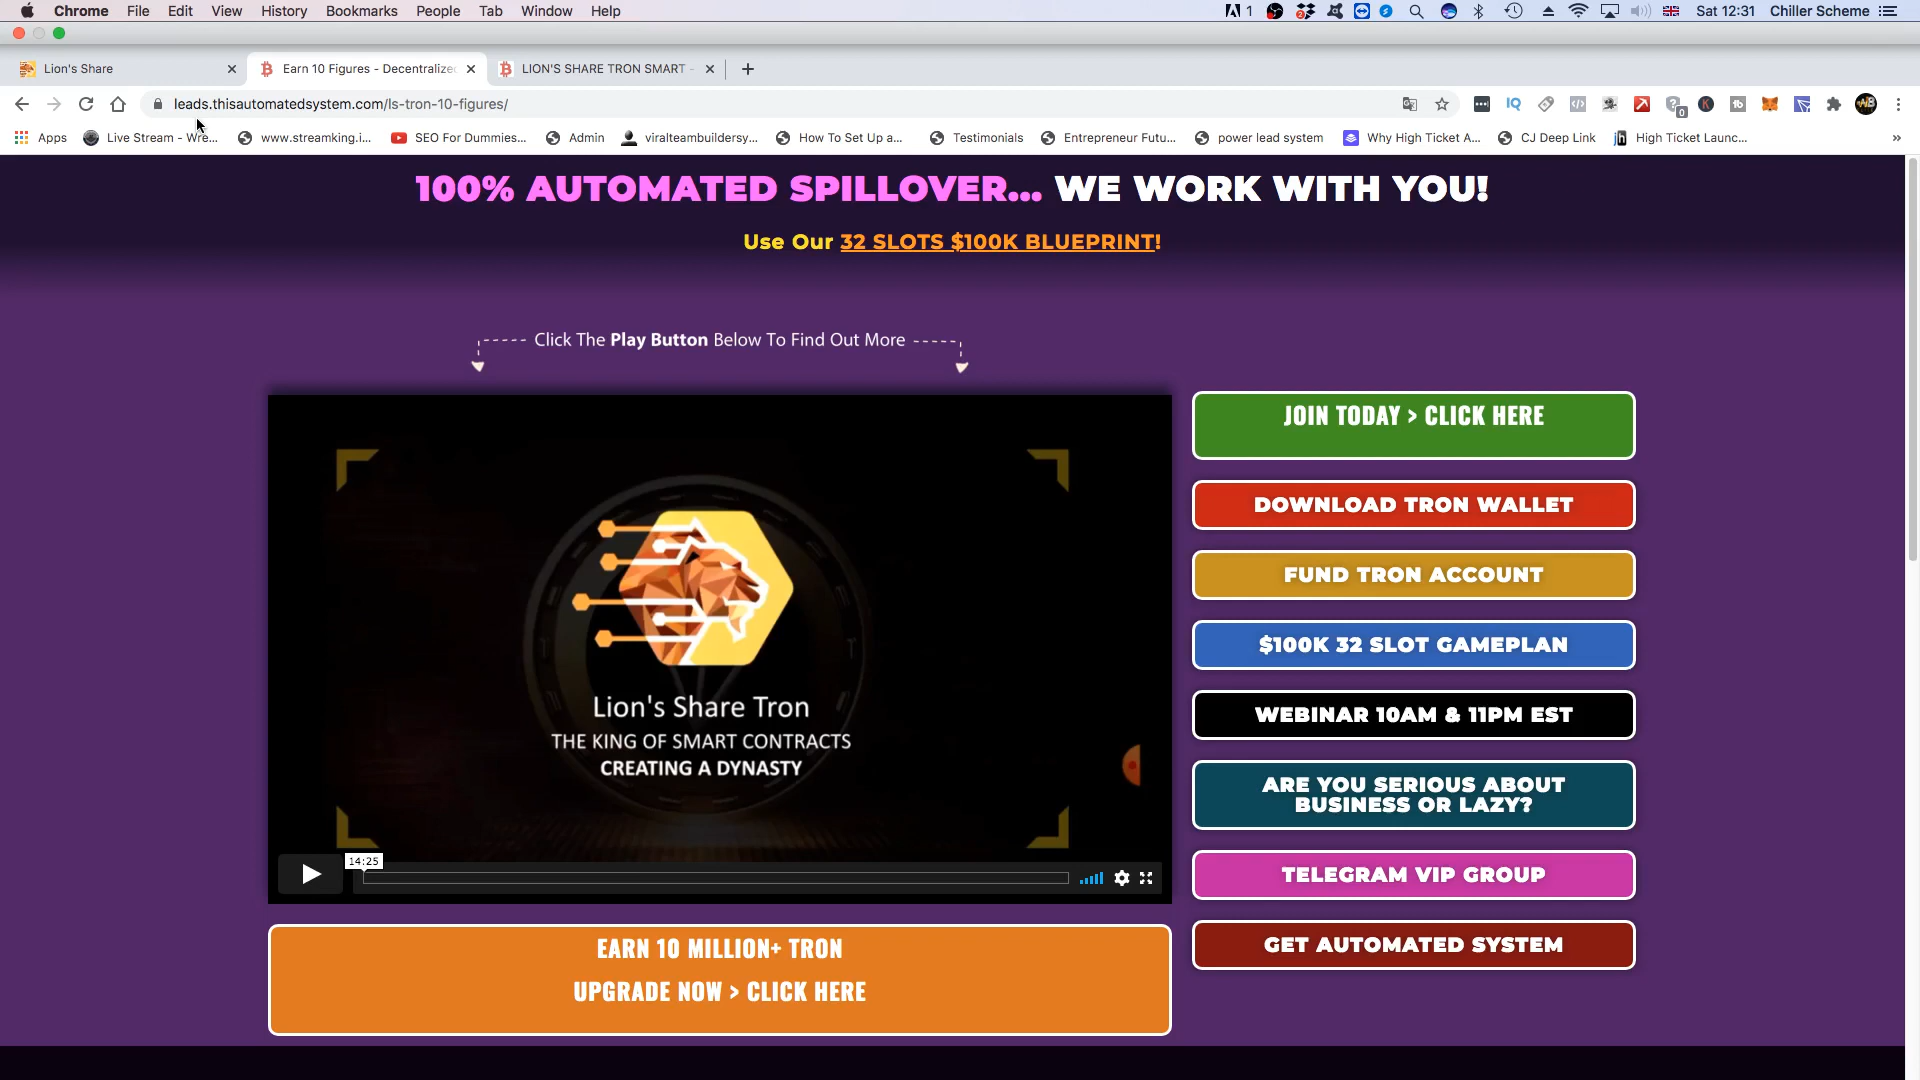 Chrome File Edit View History Bookmarks People Tab Window Help 1 2 Sat 12:31 Chiller Scheme
Lion's Share Earn 10 Figures - Decentralized LION'S SHARE TRON SMART -
leads.thisautomatedsystem.com/ls-tron-10-figures/ IQ 0 K tb
Apps Live Stream - Wre... www.streamking.i... SEO For Dummies... Admin viralteambuildersy... How To Set Up a... Testimonials Entrepreneur Futu... power lead system Why High Ticket A... CJ Deep Link jh High Ticket Launc... »
100% AUTOMATED SPILLOVER... WE WORK WITH YOU!
Use Our 32 SLOTS $100K BLUEPRINT!
Click The Play Button Below To Find Out More
JOIN TODAY > CLICK HERE
DOWNLOAD TRON WALLET
FUND TRON ACCOUNT
$100K 32 SLOT GAMEPLAN
WEBINAR 10AM & 11PM EST
ARE YOU SERIOUS ABOUT
BUSINESS OR LAZY?
TELEGRAM VIP GROUP
GET AUTOMATED SYSTEM
Lion's Share Tron
THE KING OF SMART CONTRACTS
CREATING A DYNASTY
14:25
EARN 10 MILLION+ TRON
UPGRADE NOW > CLICK HERE